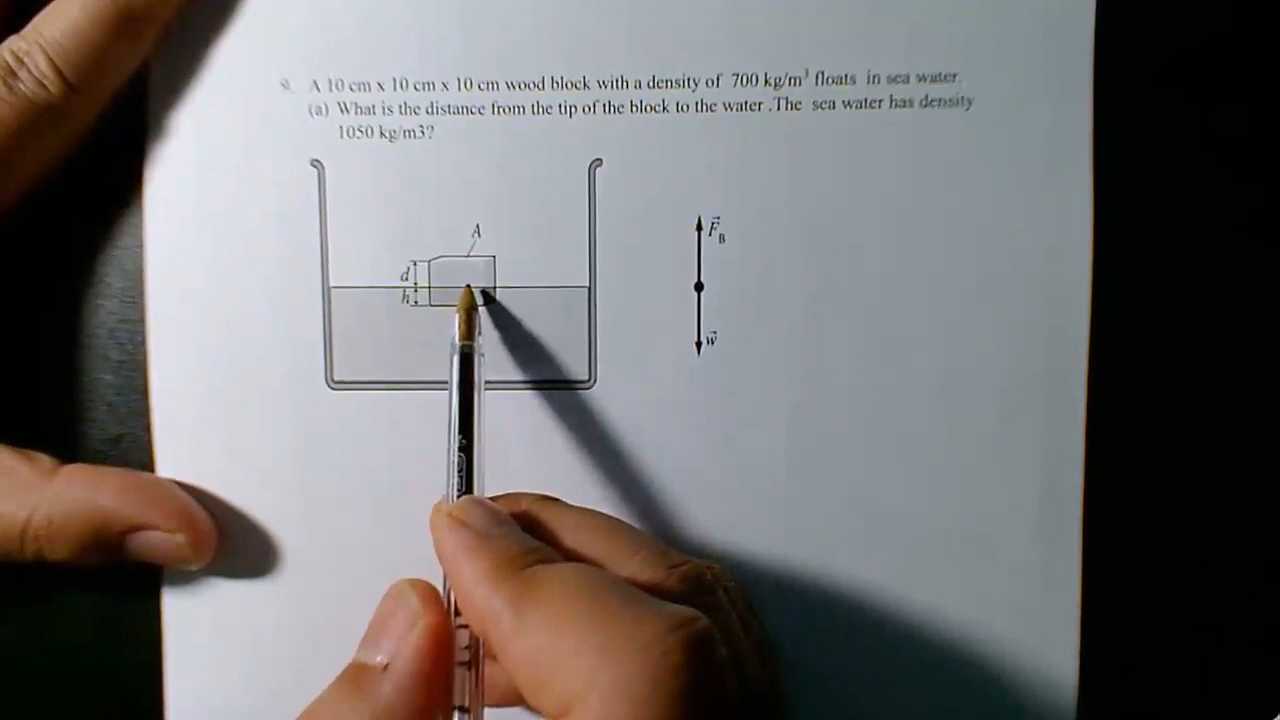 9. A 10 cm x 10 cm x 10 cm wood block with a density of 700 kg/m³ floats in sea water.
(a) What is the distance from the tip of the block to the water .The sea water has density
1050 kg/m3?
A
d
h
F⃗_B
w⃗